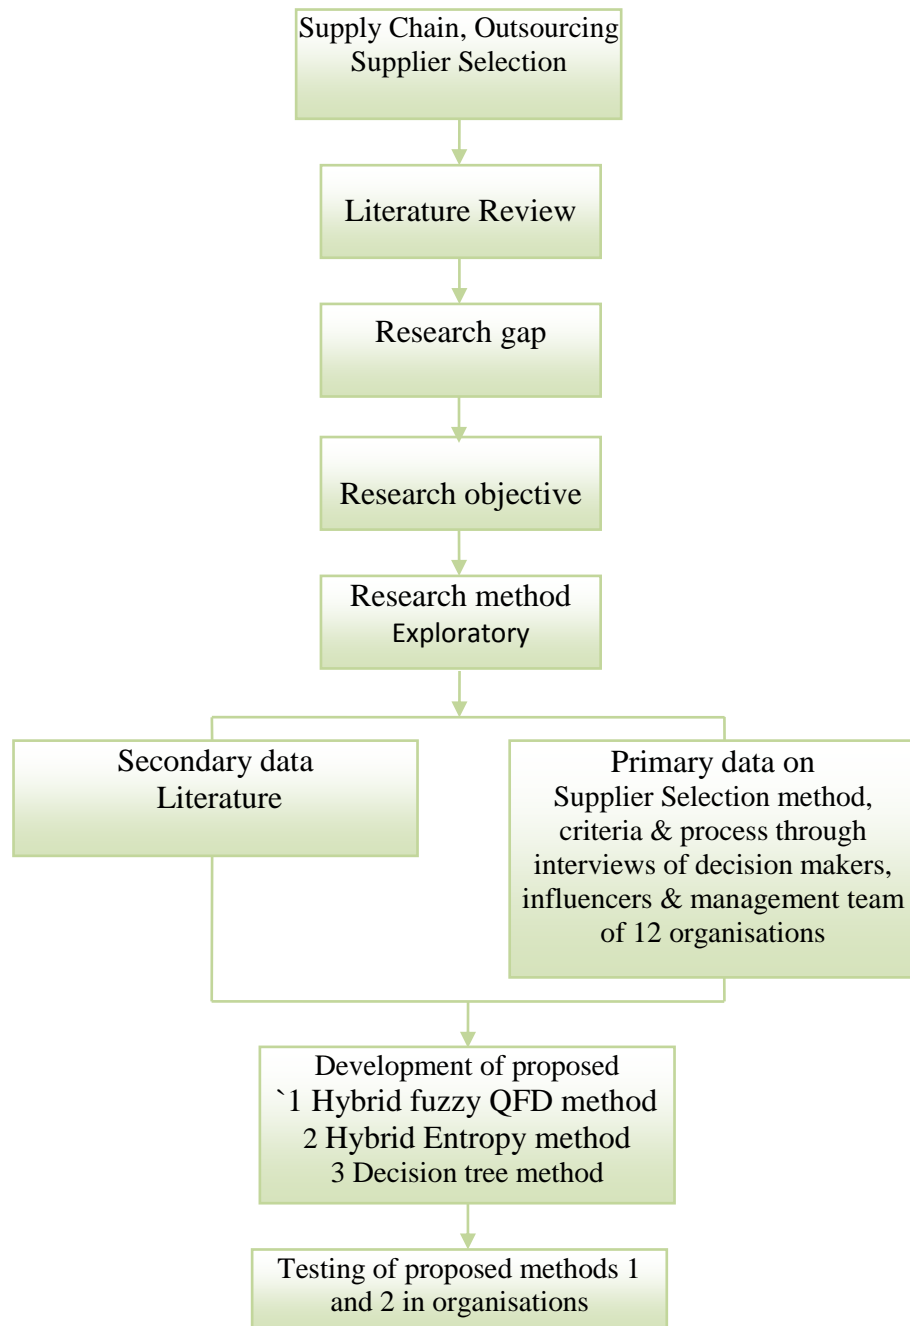 Supply Chain, Outsourcing
Supplier Selection
Literature Review
Research gap
Research objective
Research method
Exploratory
Secondary data
Literature
Primary data on
Supplier Selection method,
criteria & process through
interviews of decision makers,
influencers & management team
of 12 organisations
Development of proposed
`1 Hybrid fuzzy QFD method
2 Hybrid Entropy method
3 Decision tree method
Testing of proposed methods 1
and 2 in organisations